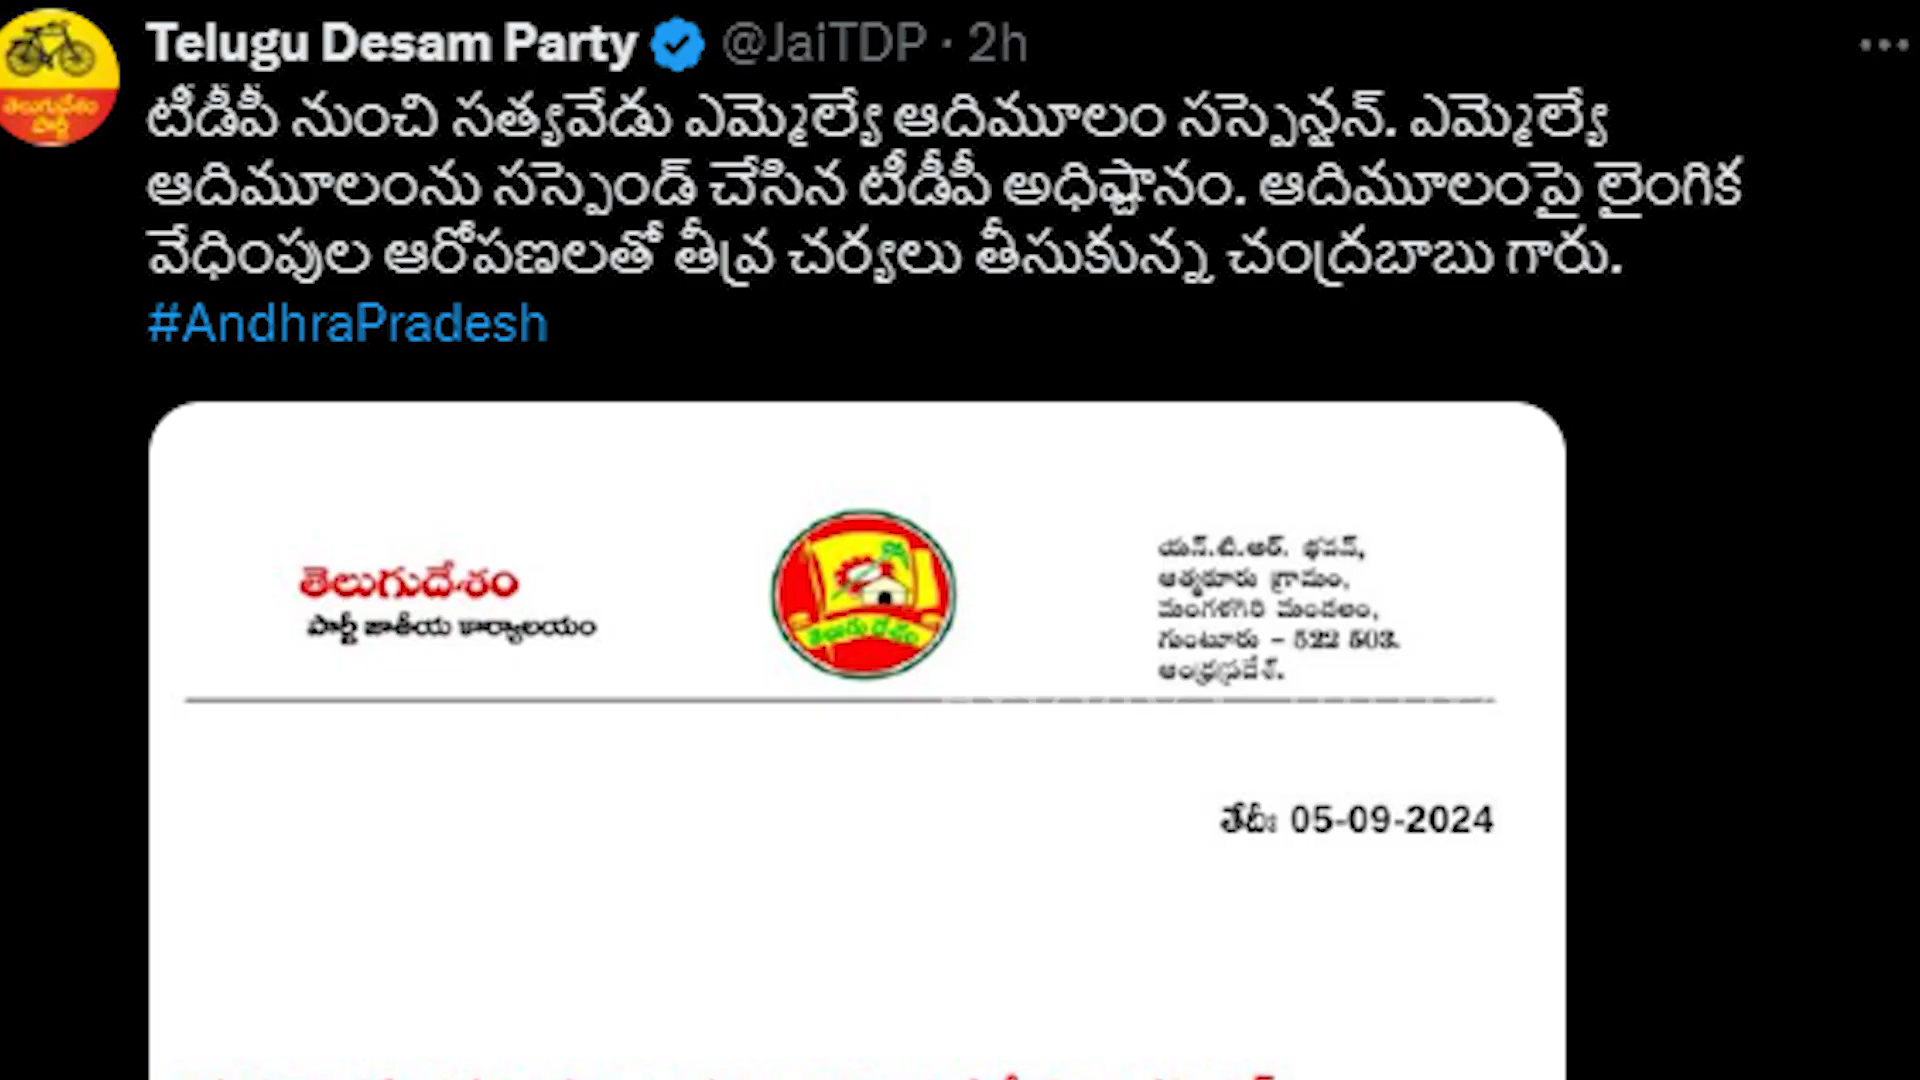 Telugu Desam Party @JaiTDP · 2h
టీడీపీ నుంచి సత్యవేడు ఎమ్మెల్యే ఆదిమూలం సస్పెన్షన్. ఎమ్మెల్యే
ఆదిమూలంను సస్పెండ్ చేసిన టీడీపీ అధిష్టానం. ఆదిమూలంపై లైంగిక
వేధింపుల ఆరోపణలతో తీవ్ర చర్యలు తీసుకున్న చంద్రబాబు గారు.
#AndhraPradesh
తెలుగుదేశం
పార్టీ
తెలుగుదేశం
పార్టీ జాతీయ కార్యాలయం
తెలుగు దేశం
యన్.టి.ఆర్. భవన్,
ఆత్మకూరు గ్రామం,
మంగళగిరి మండలం,
గుంటూరు - 522 503.
ఆంధ్రప్రదేశ్.
తేదీ: 05-09-2024